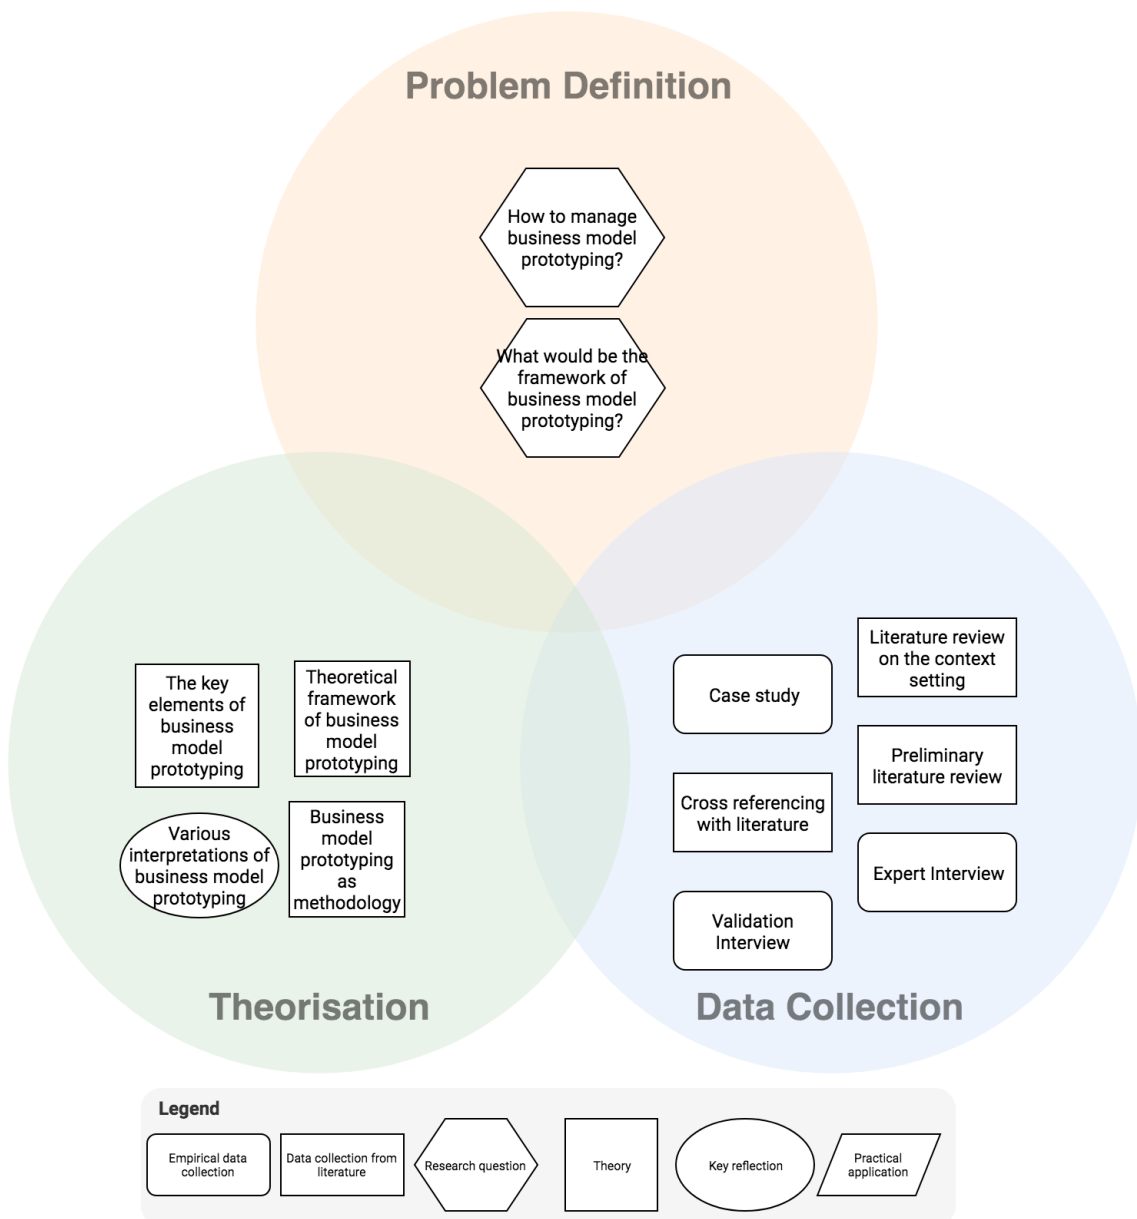 Problem Definition
How to manage
business model
prototyping?
What would be the
framework of
business model
prototyping?
The key
elements of
business
model
prototyping
Theoretical
framework
of business
model
prototyping
Various
interpretations of
business model
prototyping
Business
model
prototyping
as
methodology
Theorisation
Literature review
on the context
setting
Case study
Preliminary
literature review
Cross referencing
with literature
Expert Interview
Validation
Interview
Data Collection
Legend
Empirical data
collection
Data collection from
literature
Research question
Theory
Key reflection
Practical
application